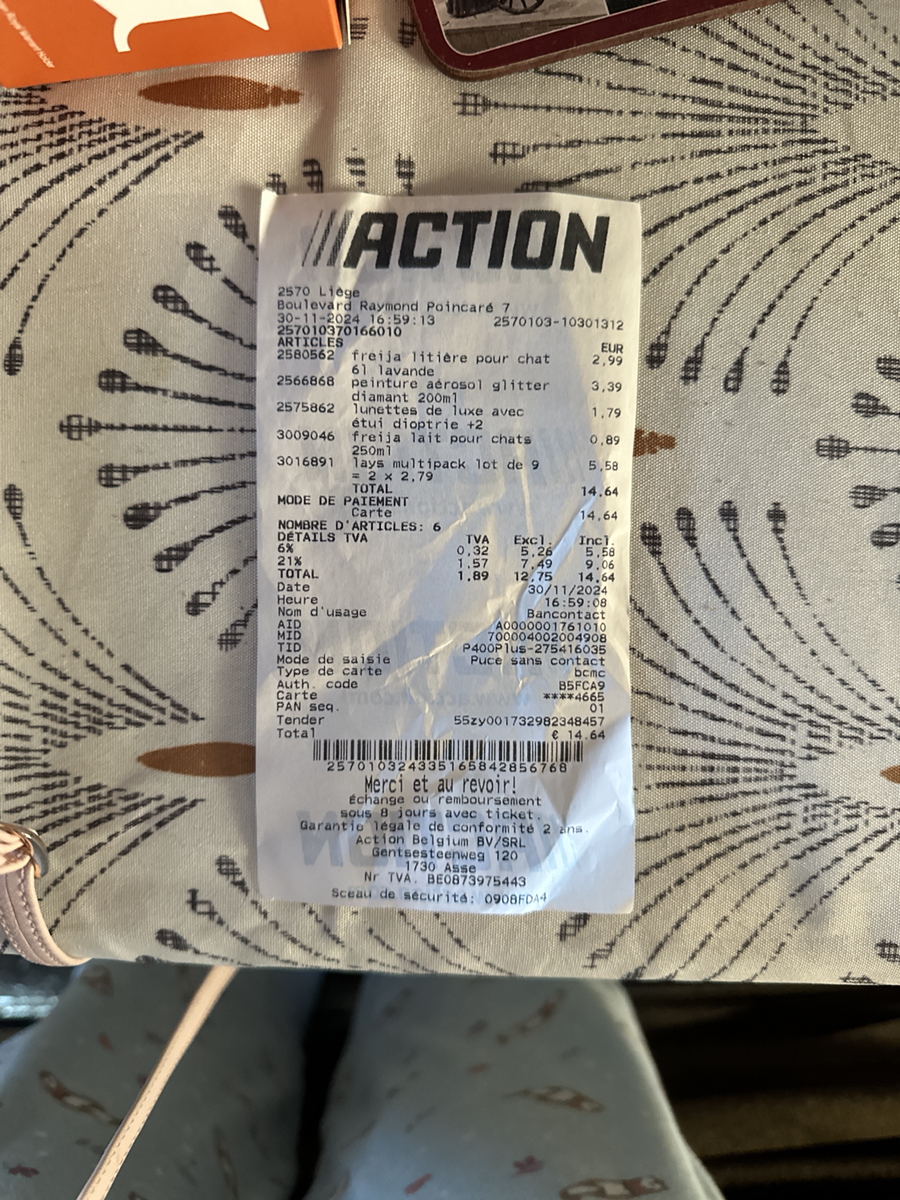 ///ACTION
2570 Liège
Boulevard Raymond Poincaré 7
30-11-2024 16:59:13 2570103-10301312
257010370166010
ARTICLES EUR
2580562 freija litière pour chat 2,99
6l lavande
2566868 peinture aérosol glitter 3,39
diamant 200ml
2575862 lunettes de luxe avec 1,79
étui dioptrie +2
3009046 freija lait pour chats 0,89
250ml
3016891 lays multipack lot de 9 5,58
= 2 x 2,79
TOTAL 14,64
MODE DE PAIEMENT
Carte 14,64
NOMBRE D'ARTICLES: 6
DÉTAILS TVA TVA Excl. Incl.
6% 0,32 5,26 5,58
21% 1,57 7,49 9,06
TOTAL 1,89 12,75 14,64
Date 30/11/2024
Heure 16:59:08
Nom d'usage Bancontact
AID A0000001761010
MID 700004002004908
TID P400Plus-275416035
Mode de saisie Puce sans contact
Type de carte bcmc
Auth. code B5FCA9
Carte ****4665
PAN seq. 01
Tender 55zy001732982348457
Total € 14.64
257010324335165842856768
Merci et au revoir!
Échange ou remboursement
sous 8 jours avec ticket.
Garantie légale de conformité 2 ans.
Action Belgium BV/SRL
Gentsesteenweg 120
1730 Asse
Nr TVA. BE0873975443
Sceau de sécurité: 0908FDA4